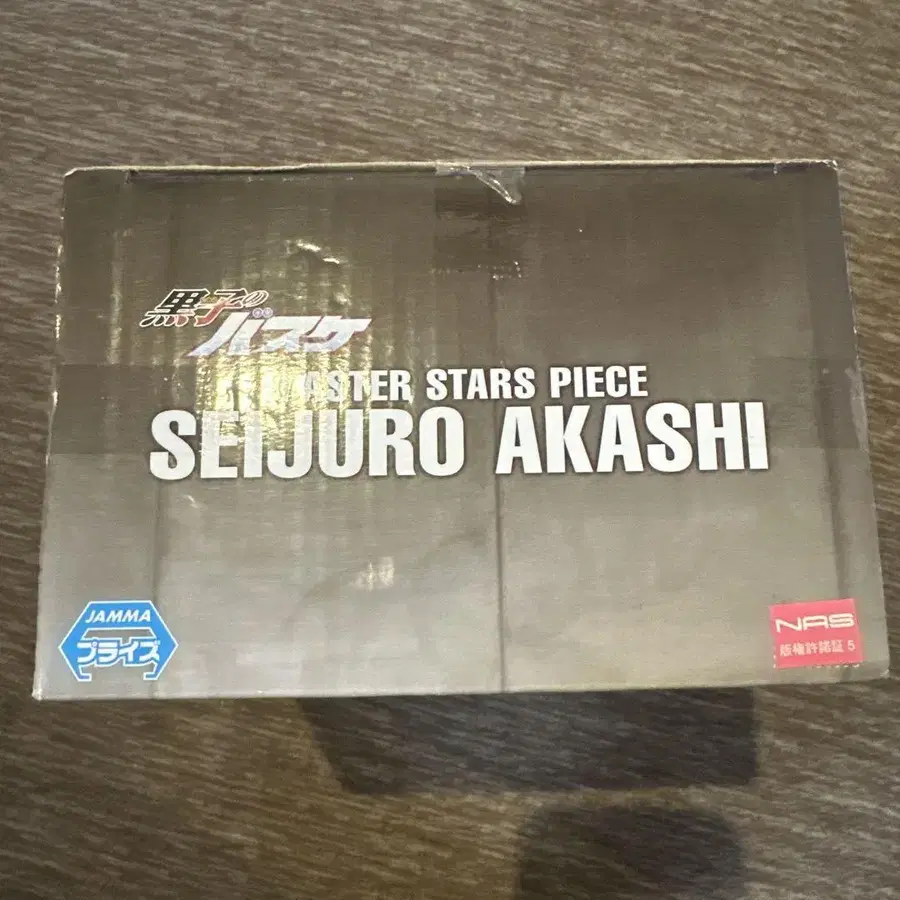 黒子の
バスケ
ASTER STARS PIECE
SEIJURO AKASHI
JAMMA
プライズ
NAS
版権許諾証 5